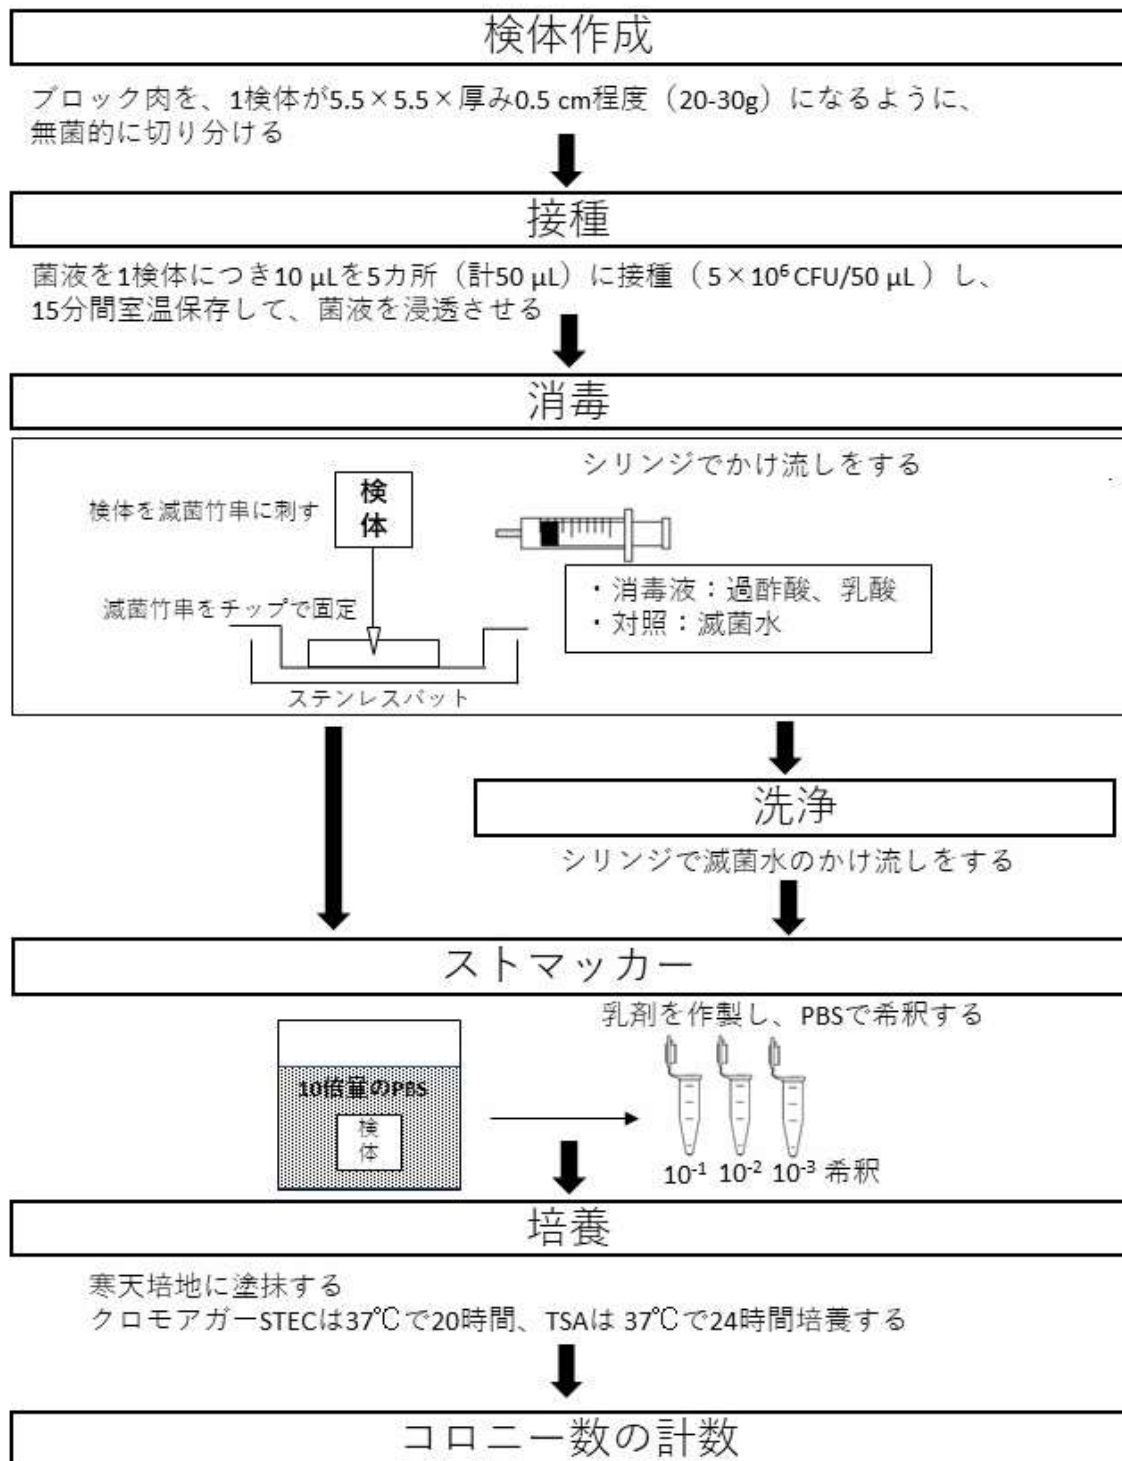 検体作成
ブロック肉を、1検体が5.5×5.5×厚み0.5 cm程度（20-30g）になるように、
無菌的に切り分ける
接種
菌液を1検体につき10 μLを5カ所（計50 μL）に接種（ 5×10⁶ CFU/50 μL ）し、
15分間室温保存して、菌液を浸透させる
消毒
シリンジでかけ流しをする
検体を滅菌竹串に刺す
検
体
・消毒液：過酢酸、乳酸
・対照：滅菌水
滅菌竹串をチップで固定
ステンレスバット
洗浄
シリンジで滅菌水のかけ流しをする
ストマッカー
乳剤を作製し、PBSで希釈する
10倍量のPBS
検
体
10⁻¹ 10⁻² 10⁻³ 希釈
培養
寒天培地に塗抹する
クロモアガーSTECは37℃で20時間、TSAは 37℃で24時間培養する
コロニー数の計数